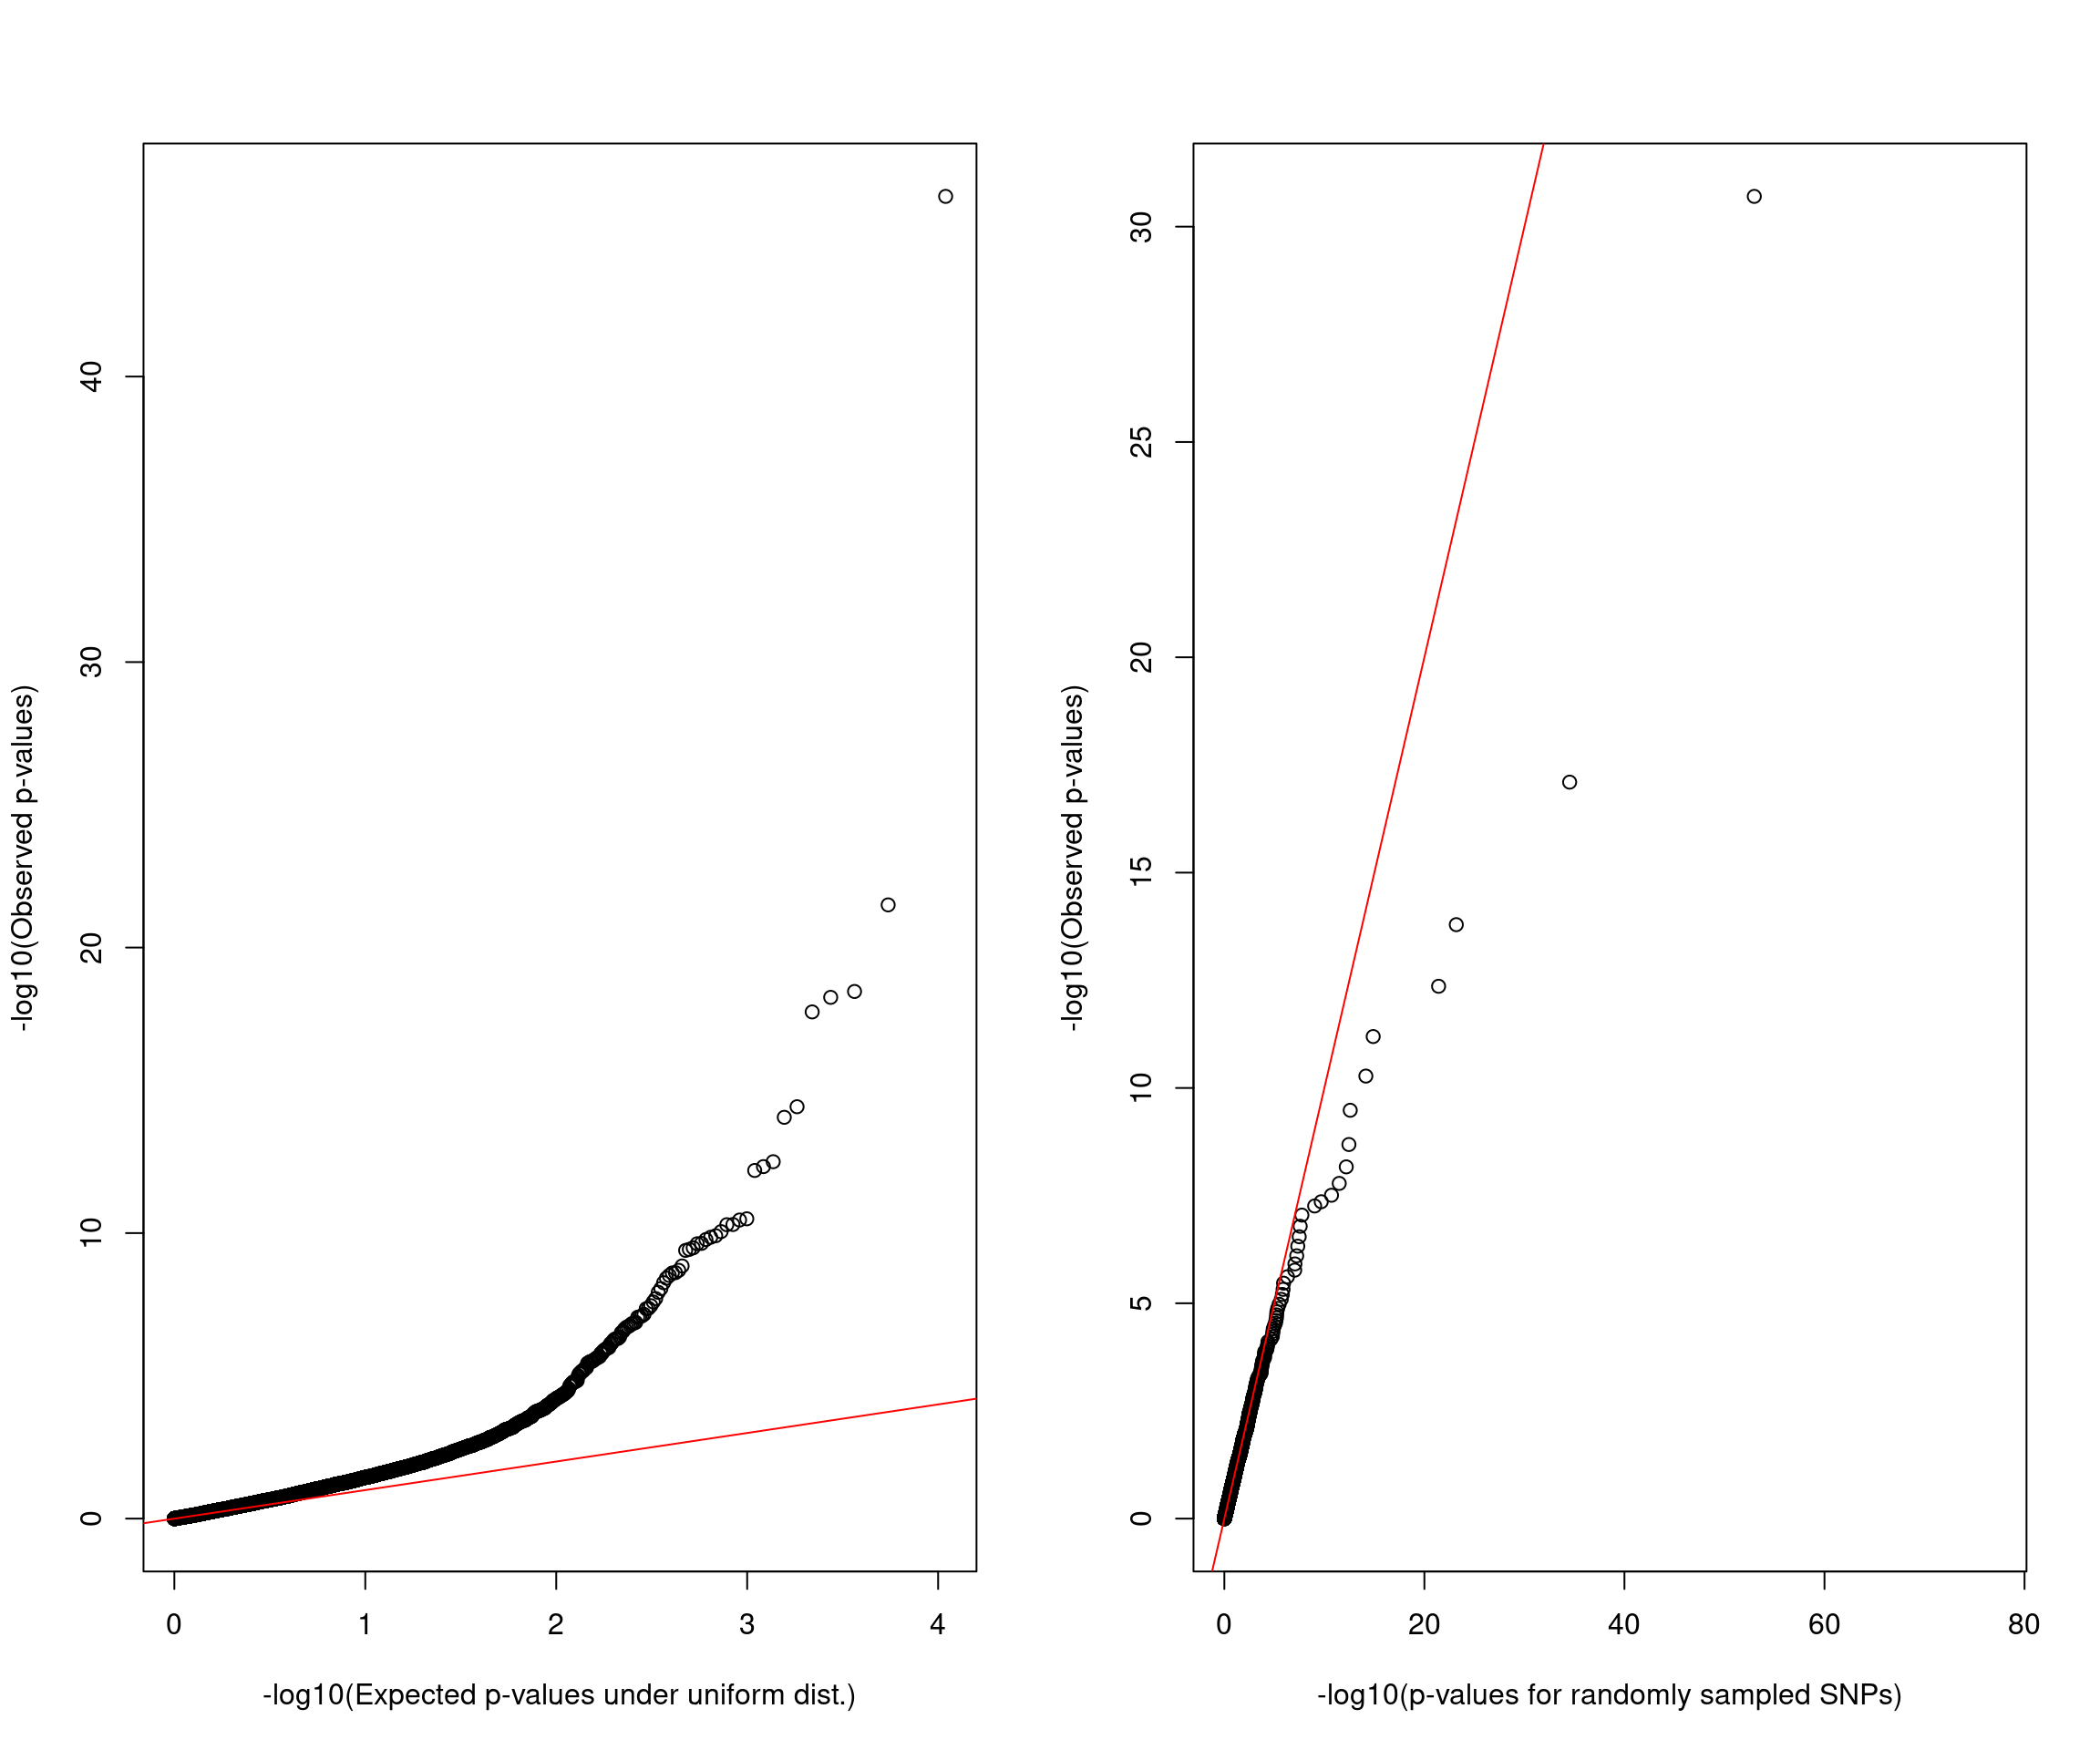 -log10(Observed p-values)
40
30
20
10
0
0 1 2 3 4
-log10(Expected p-values under uniform dist.)
-log10(Observed p-values)
30
25
20
15
10
5
0
0 20 40 60 80
-log10(p-values for randomly sampled SNPs)